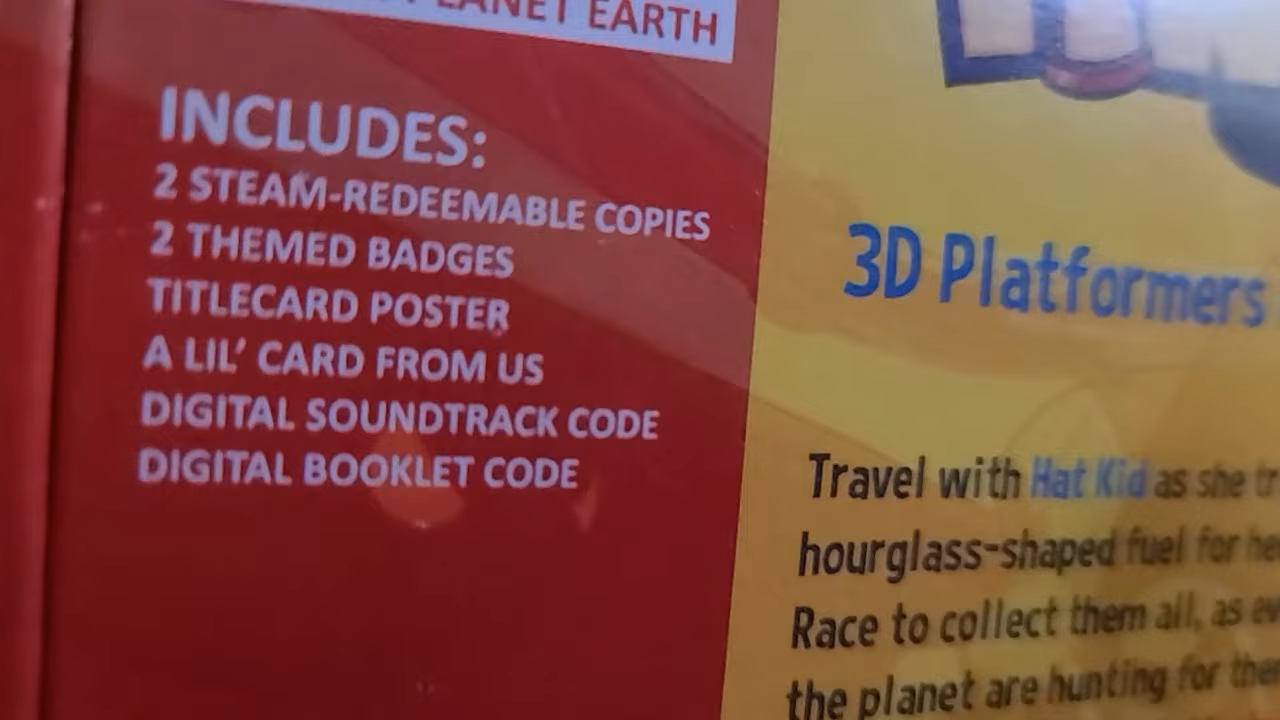 PLANET EARTH
INCLUDES:
2 STEAM-REDEEMABLE COPIES
2 THEMED BADGES
TITLECARD POSTER
A LIL' CARD FROM US
DIGITAL SOUNDTRACK CODE
DIGITAL BOOKLET CODE
3D Platformers
Travel with Hat Kid as she
hourglass-shaped fuel for
Race to collect them all, as
the planet are hunting for